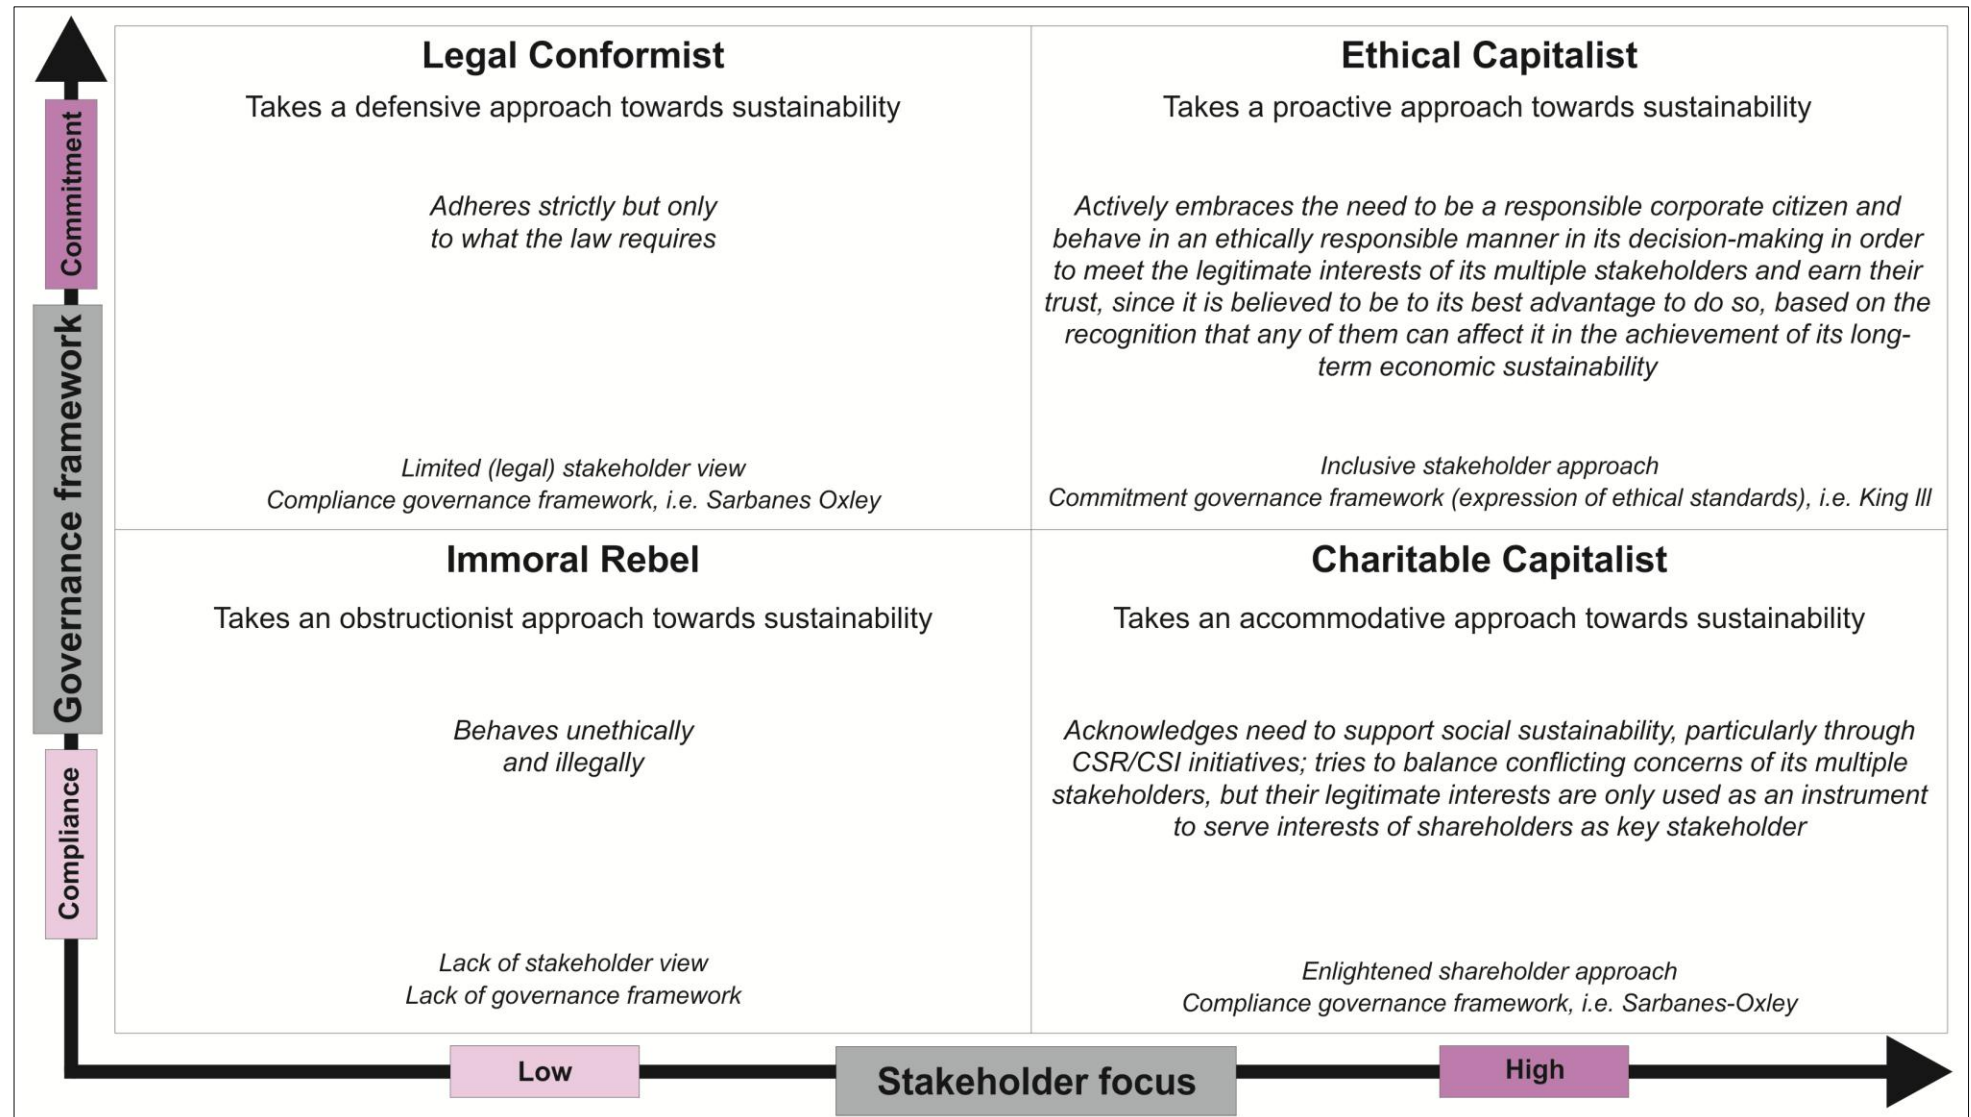 Commitment
Governance framework
Compliance
Legal Conformist
Takes a defensive approach towards sustainability
Adheres strictly but only
to what the law requires
Limited (legal) stakeholder view
Compliance governance framework, i.e. Sarbanes Oxley
Ethical Capitalist
Takes a proactive approach towards sustainability
Actively embraces the need to be a responsible corporate citizen and
behave in an ethically responsible manner in its decision-making in order
to meet the legitimate interests of its multiple stakeholders and earn their
trust, since it is believed to be to its best advantage to do so, based on the
recognition that any of them can affect it in the achievement of its long-
term economic sustainability
Inclusive stakeholder approach
Commitment governance framework (expression of ethical standards), i.e. King lll
Immoral Rebel
Takes an obstructionist approach towards sustainability
Behaves unethically
and illegally
Lack of stakeholder view
Lack of governance framework
Charitable Capitalist
Takes an accommodative approach towards sustainability
Acknowledges need to support social sustainability, particularly through
CSR/CSI initiatives; tries to balance conflicting concerns of its multiple
stakeholders, but their legitimate interests are only used as an instrument
to serve interests of shareholders as key stakeholder
Enlightened shareholder approach
Compliance governance framework, i.e. Sarbanes-Oxley
Low
Stakeholder focus
High